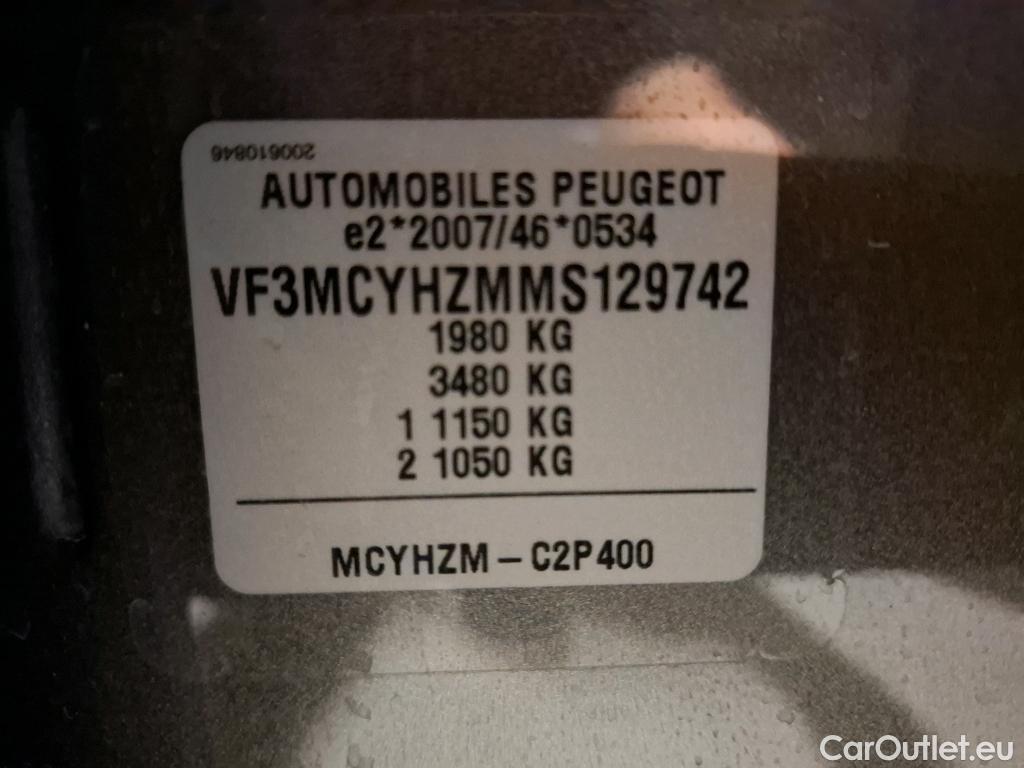 200610846
AUTOMOBILES PEUGEOT
e2*2007/46*0534
VF3MCYHZMMS129742
1980 KG
3480 KG
1 1150 KG
2 1050 KG
MCYHZM – C2P400
CarOutlet.eu